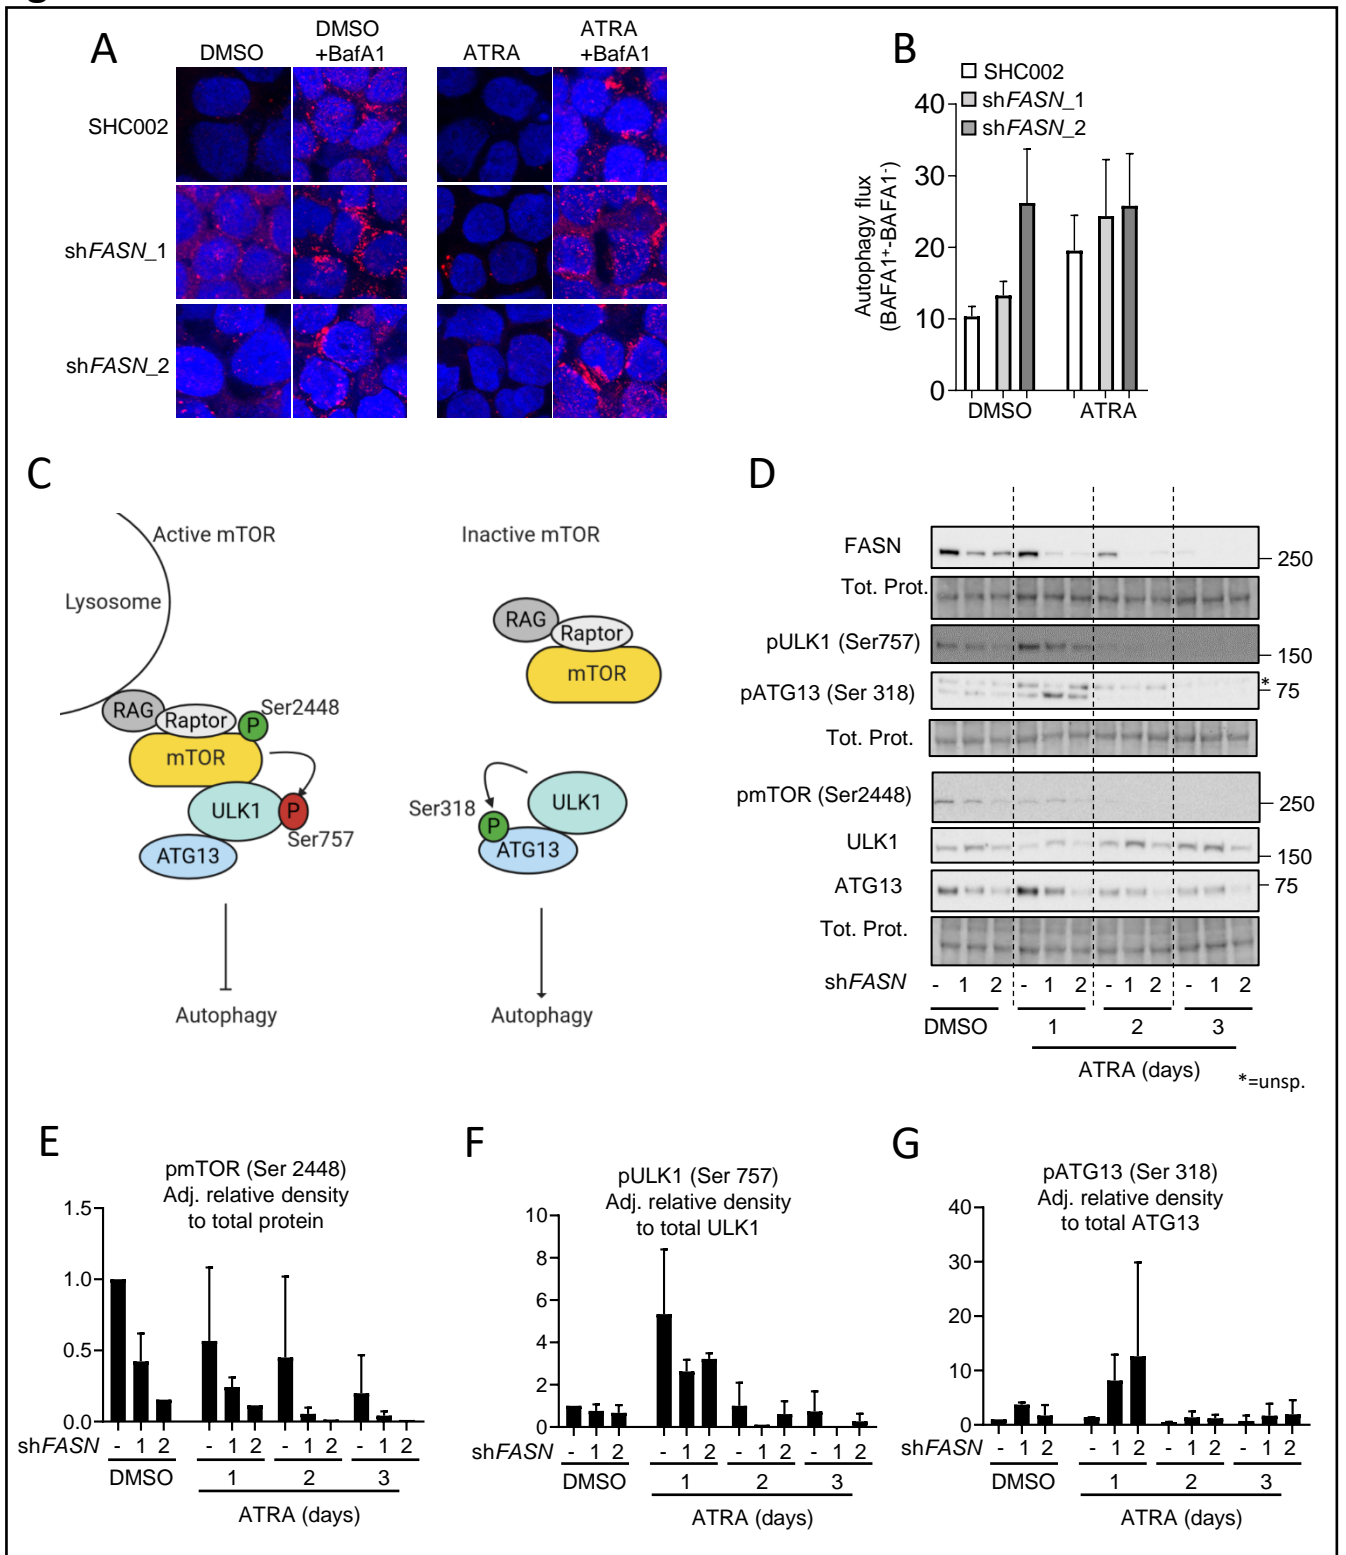 A
DMSO
DMSO
+BafA1
ATRA
ATRA
+BafA1
SHC002
shFASN_1
shFASN_2
B
SHC002
shFASN_1
shFASN_2
Autophagy flux
(BAFA1+-BAFA1-)
40
30
20
10
0
DMSO
ATRA
C
Active mTOR
Inactive mTOR
Lysosome
RAG
Raptor
mTOR
P
Ser2448
ULK1
P
Ser757
ATG13
Autophagy
RAG
Raptor
mTOR
Ser318
P
ULK1
ATG13
Autophagy
D
FASN
250
Tot. Prot.
pULK1 (Ser757)
150
pATG13 (Ser 318)
*
75
Tot. Prot.
pmTOR (Ser2448)
250
ULK1
150
ATG13
75
Tot. Prot.
shFASN - 1 2 - 1 2 - 1 2 - 1 2
DMSO 1 2 3
ATRA (days)
*=unsp.
E
pmTOR (Ser 2448)
Adj. relative density
to total protein
1.5
1.0
0.5
0.0
shFASN - 1 2 - 1 2 - 1 2 - 1 2
DMSO 1 2 3
ATRA (days)
F
pULK1 (Ser 757)
Adj. relative density
to total ULK1
10
8
6
4
2
0
shFASN - 1 2 - 1 2 - 1 2 - 1 2
DMSO 1 2 3
ATRA (days)
G
pATG13 (Ser 318)
Adj. relative density
to total ATG13
40
30
20
10
0
shFASN - 1 2 - 1 2 - 1 2 - 1 2
DMSO 1 2 3
ATRA (days)